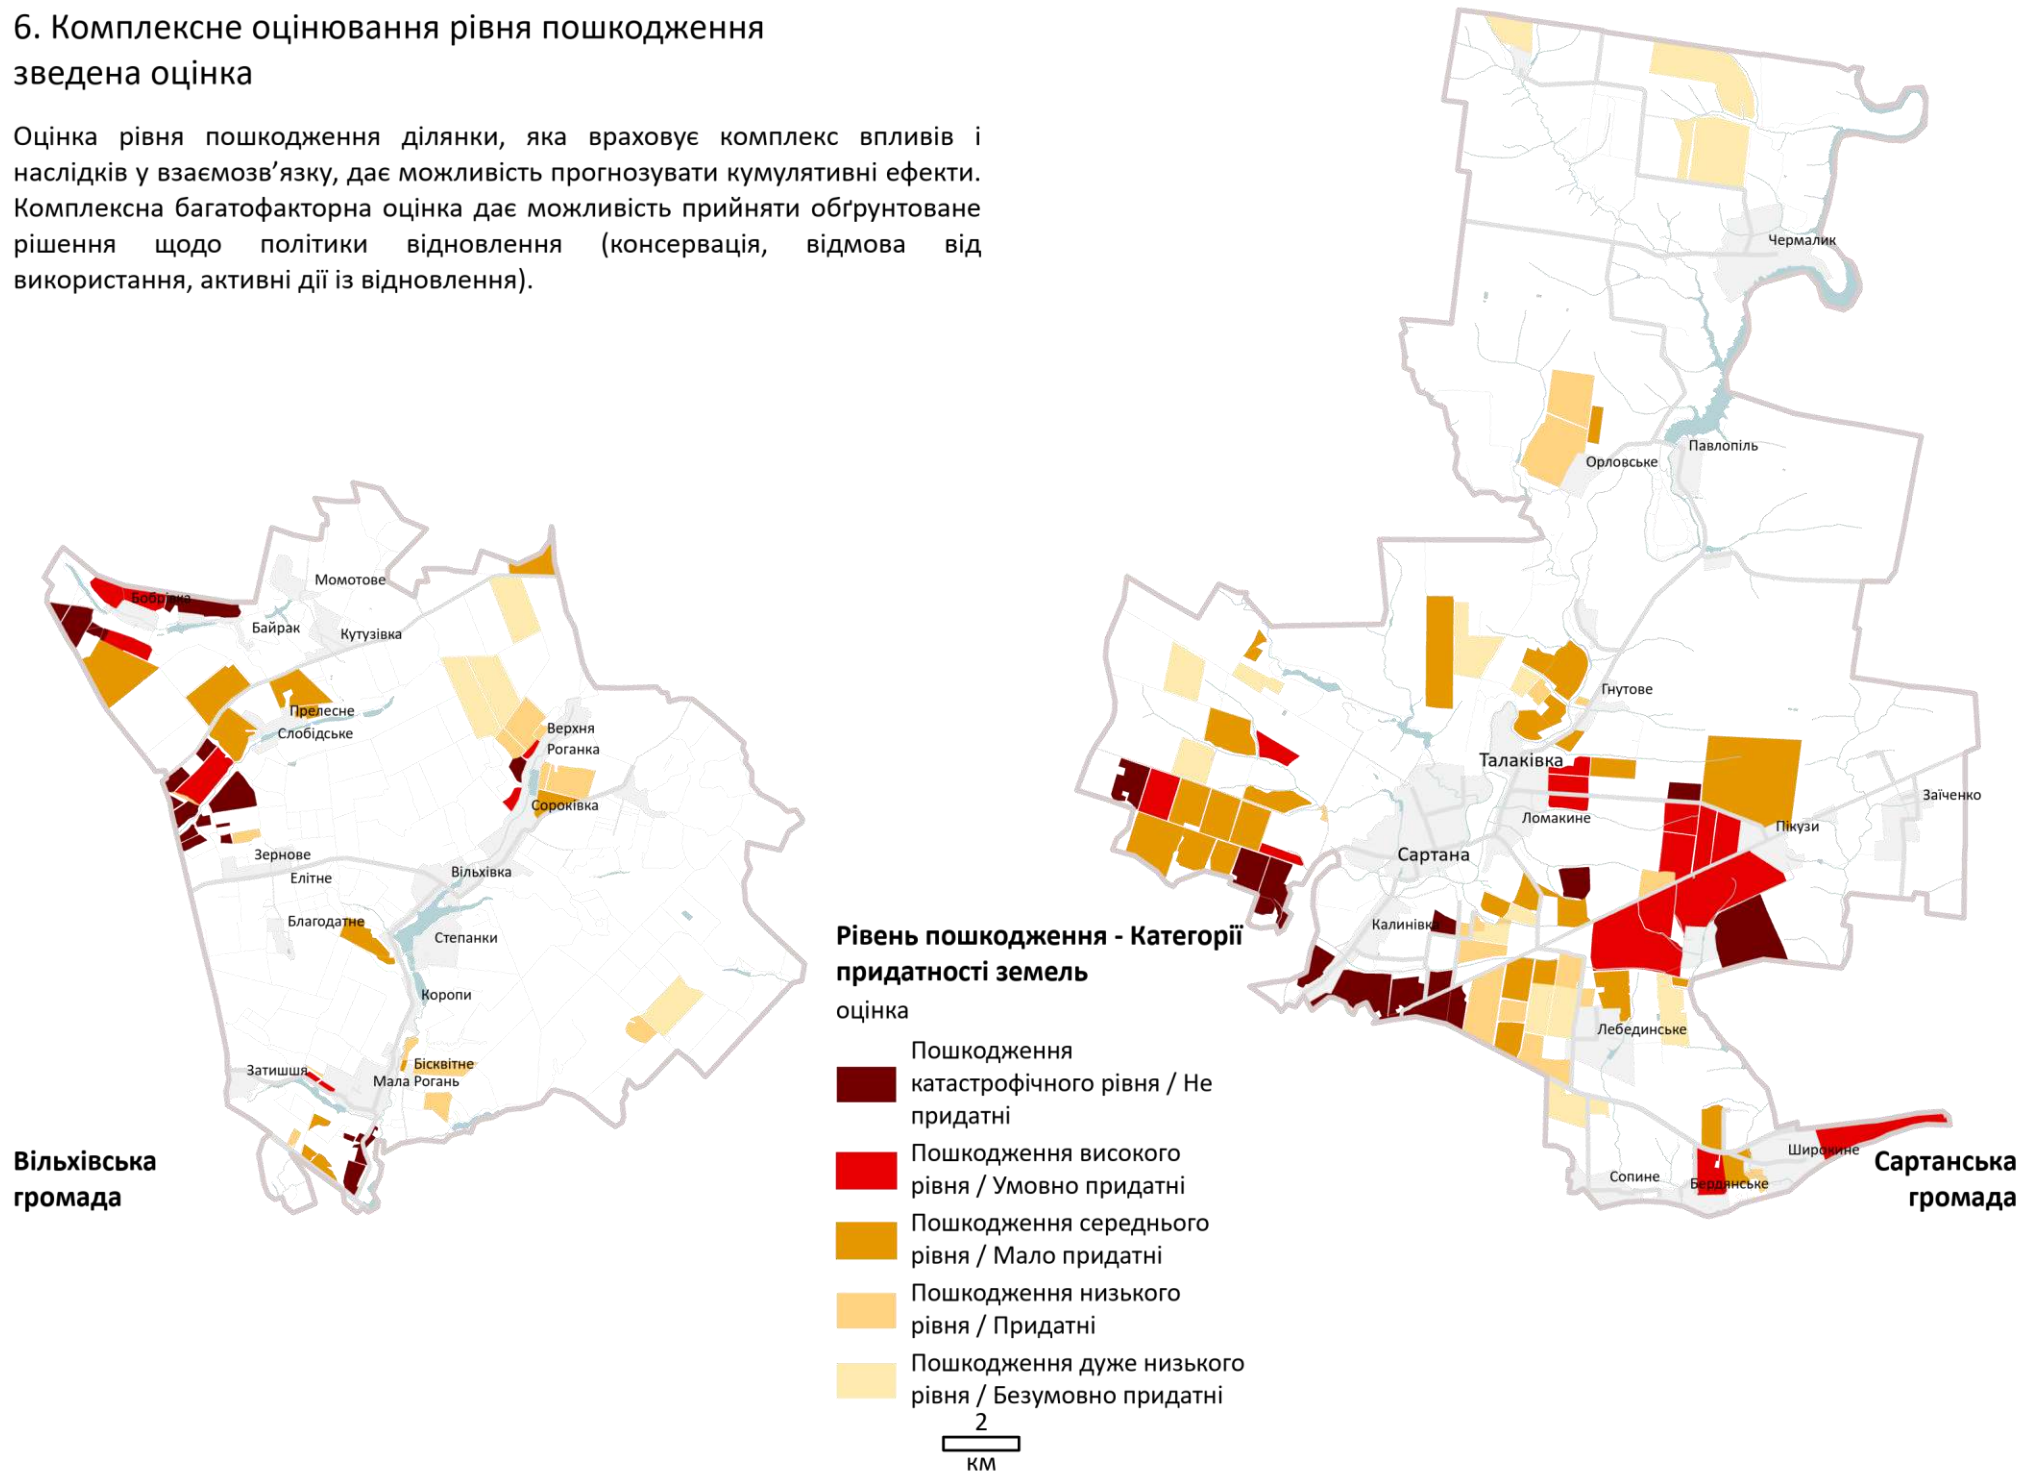 6. Комплексне оцінювання рівня пошкодження
зведена оцінка
Оцінка рівня пошкодження ділянки, яка враховує комплекс впливів і
наслідків у взаємозв’язку, дає можливість прогнозувати кумулятивні ефекти.
Комплексна багатофакторна оцінка дає можливість прийняти обґрунтоване
рішення щодо політики відновлення (консервація, відмова від
використання, активні дії із відновлення).
Чермалик
Павлопіль
Орловське
Момотове
Бобрівка
Байрак
Кутузівка
Прелесне
Слобідське
Верхня
Роганка
Сороківка
Зернове
Елітне
Вільхівка
Благодатне
Степанки
Коропи
Затишшя
Бісквітне
Мала Рогань
Вільхівська
громада
Гнутове
Талаківка
Ломакине
Заїченко
Пікузи
Сартана
Калинівка
Лебединське
Широкине
Сопине
Бердянське
Сартанська
громада
Рівень пошкодження - Категорії
придатності земель
оцінка
Пошкодження
катастрофічного рівня / Не
придатні
Пошкодження високого
рівня / Умовно придатні
Пошкодження середнього
рівня / Мало придатні
Пошкодження низького
рівня / Придатні
Пошкодження дуже низького
рівня / Безумовно придатні
2
км